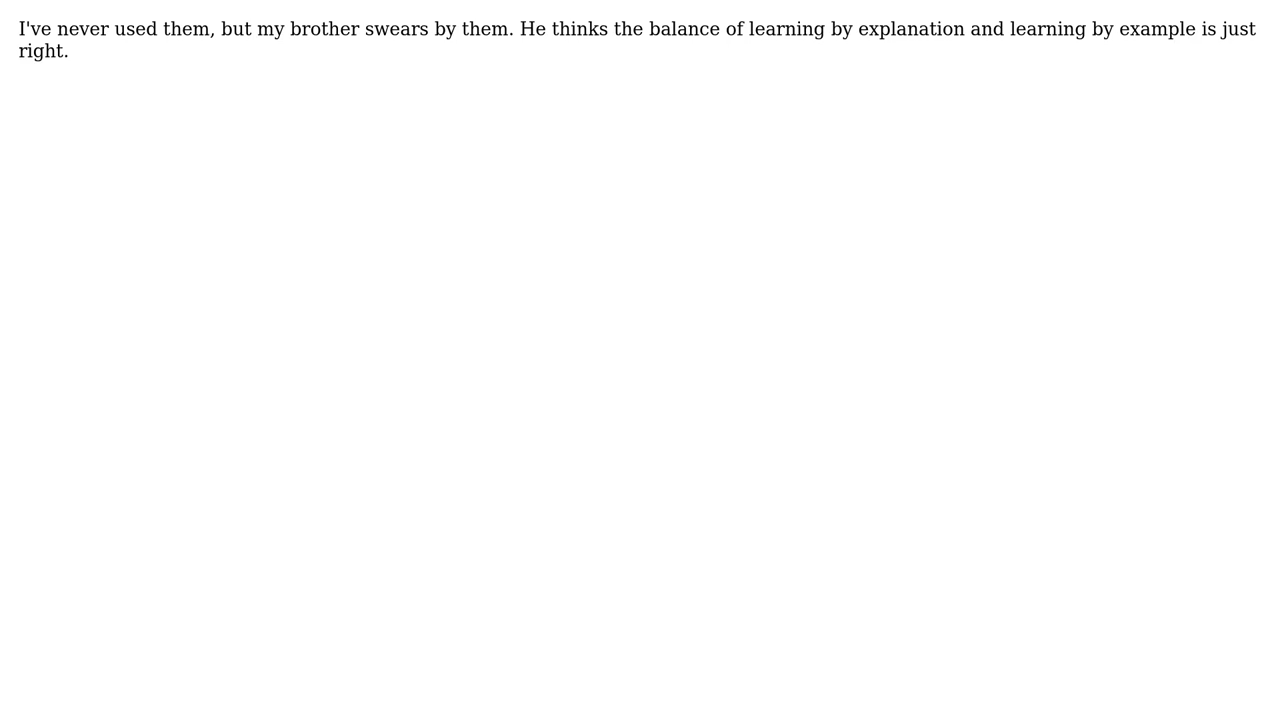 I've never used them, but my brother swears by them. He thinks the balance of learning by explanation and learning by example is just
right.